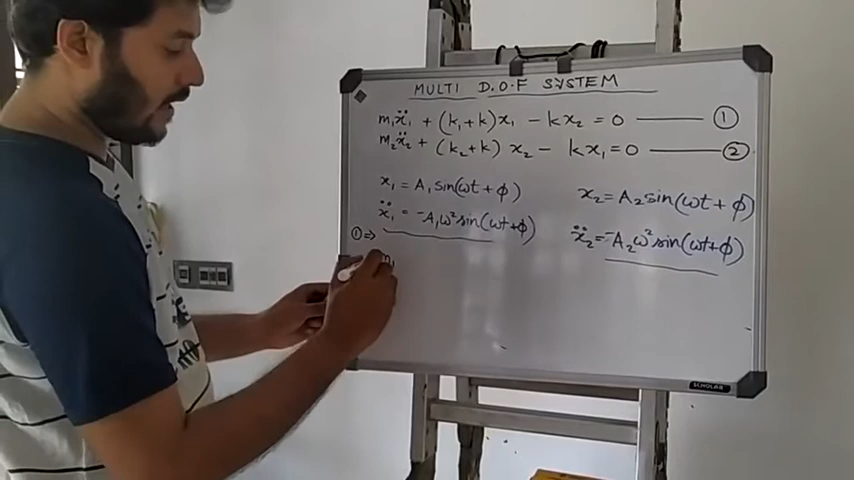 MULTI D.O.F SYSTEM
m₁ẍ₁ + (k₁+k)x₁ − kx₂ = 0 ——— ①
m₂ẍ₂ + (k₂+k)x₂ − kx₁ = 0 ——— ②
x₁ = A₁ sin(ωt + φ) x₂ = A₂ sin(ωt + φ)
ẍ₁ = -A₁ω² sin(ωt + φ) ẍ₂ = -A₂ω² sin(ωt + φ)
① ⇒ m₁
SCHOLAR